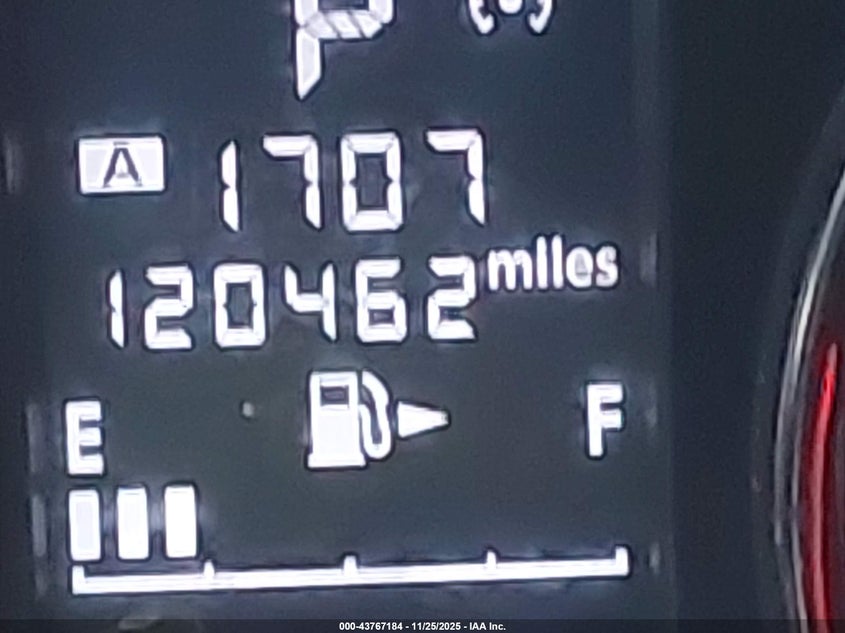 P
A 1707
120462 miles
E F
000-43767184 - 11/25/2025 - IAA Inc.